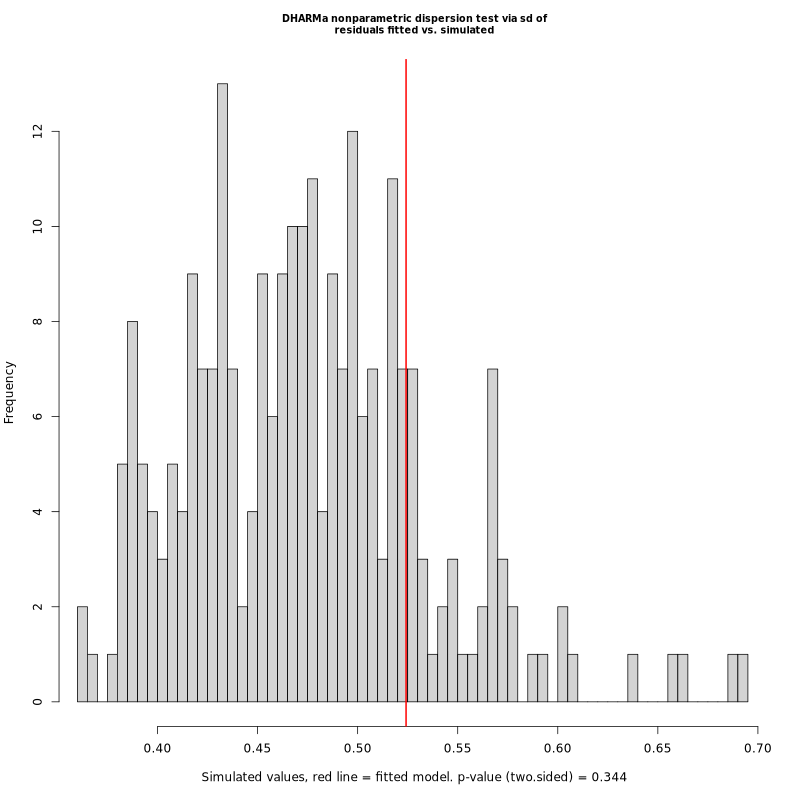 DHARMa nonparametric dispersion test via sd of
residuals fitted vs. simulated
Frequency
12
10
8
6
4
2
0
0.40 0.45 0.50 0.55 0.60 0.65 0.70
Simulated values, red line = fitted model. p-value (two.sided) = 0.344